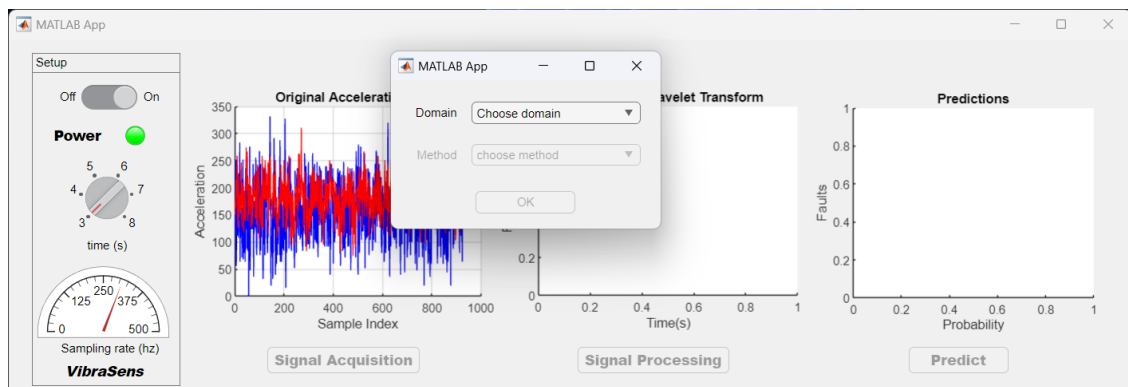 MATLAB App
Setup
Off
On
Power
5
6
4
7
3
8
time (s)
250
125
375
0
500
Sampling rate (hz)
VibraSens
Original Accelerati
350
300
250
200
150
100
50
0
Acceleration
0 200 400 600 800 1000
Sample Index
Signal Acquisition
MATLAB App
Domain
Choose domain
Method
choose method
OK
avelet Transform
0.2
0
0 0.2 0.4 0.6 0.8 1
Time(s)
Signal Processing
Predictions
1
0.8
0.6
0.4
0.2
0
Faults
0 0.2 0.4 0.6 0.8 1
Probability
Predict